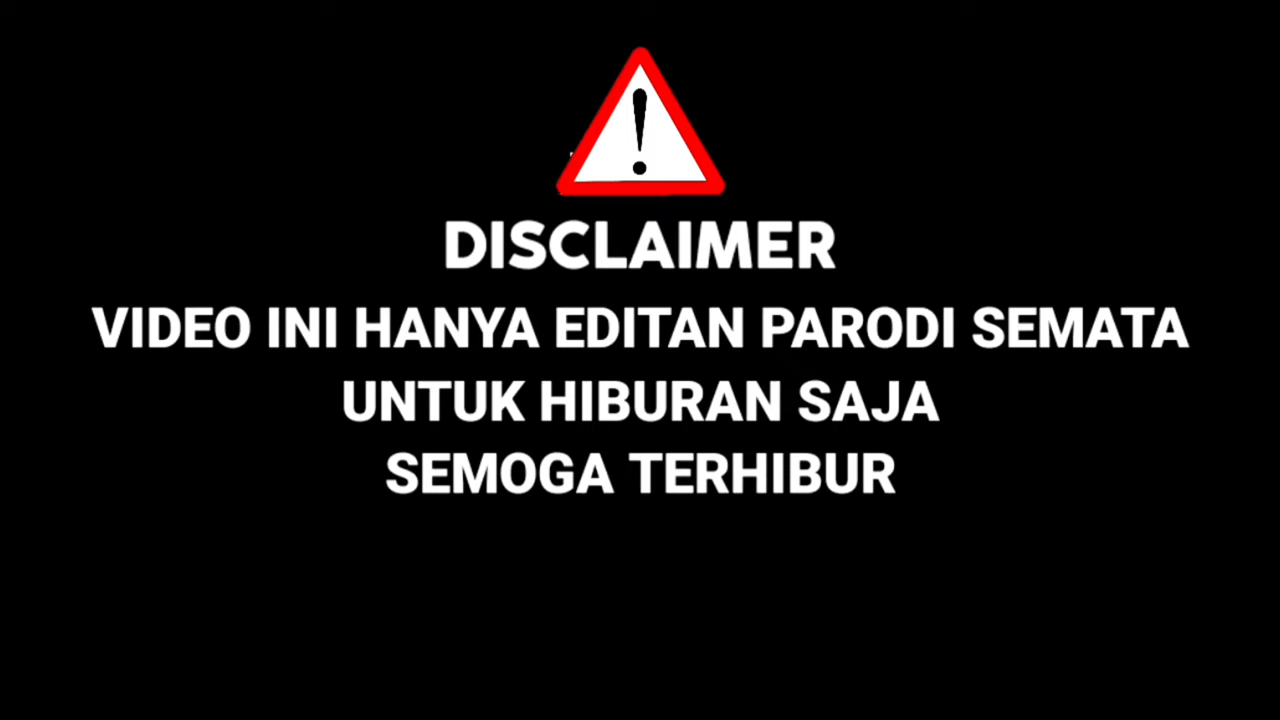 DISCLAIMER
VIDEO INI HANYA EDITAN PARODI SEMATA
UNTUK HIBURAN SAJA
SEMOGA TERHIBUR